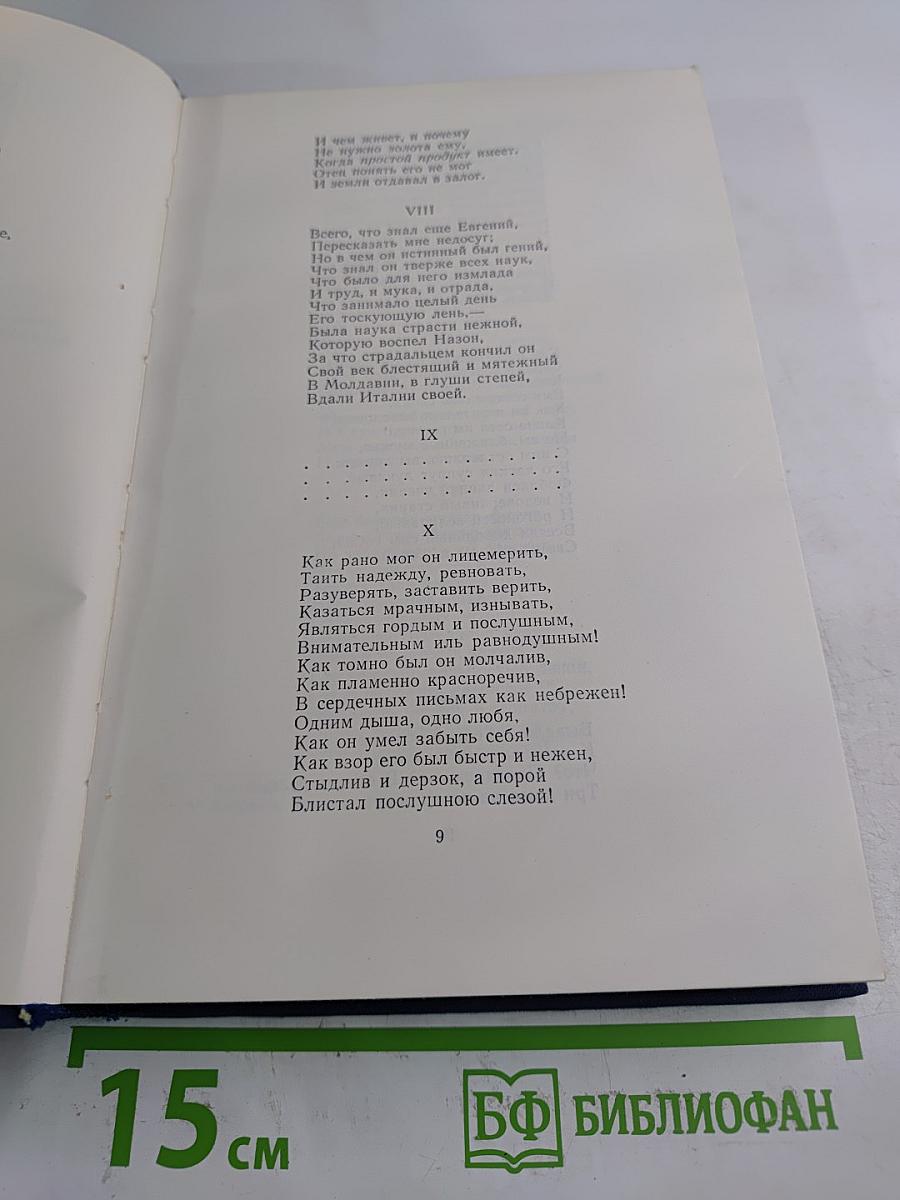 е,
И чем живет, и почему
Не нужно золота ему,
Когда простой продукт имеет.
Отец понять его не мог
И земли отдавал в залог.
VIII
Всего, что знал еще Евгений,
Пересказать мне недосуг;
Но в чем он истинный был гений,
Что знал он тверже всех наук,
Что было для него измлада
И труд, и мука, и отрада,
Что занимало целый день
Его тоскующую лень,—
Была наука страсти нежной,
Которую воспел Назон,
За что страдальцем кончил он
Свой век блестящий и мятежный
В Молдавии, в глуши степей,
Вдали Италии своей.
IX
. . . . . . . . . . . . . .
. . . . . . . . . . . . . .
. . . . . . . . . . . . . .
X
Как рано мог он лицемерить,
Таить надежду, ревновать,
Разуверять, заставить верить,
Казаться мрачным, изнывать,
Являться гордым и послушным,
Внимательным иль равнодушным!
Как томно был он молчалив,
Как пламенно красноречив,
В сердечных письмах как небрежен!
Одним дыша, одно любя,
Как он умел забыть себя!
Как взор его был быстр и нежен,
Стыдлив и дерзок, а порой
Блистал послушною слезой!
9
15 см
БФ БИБЛИОФАН